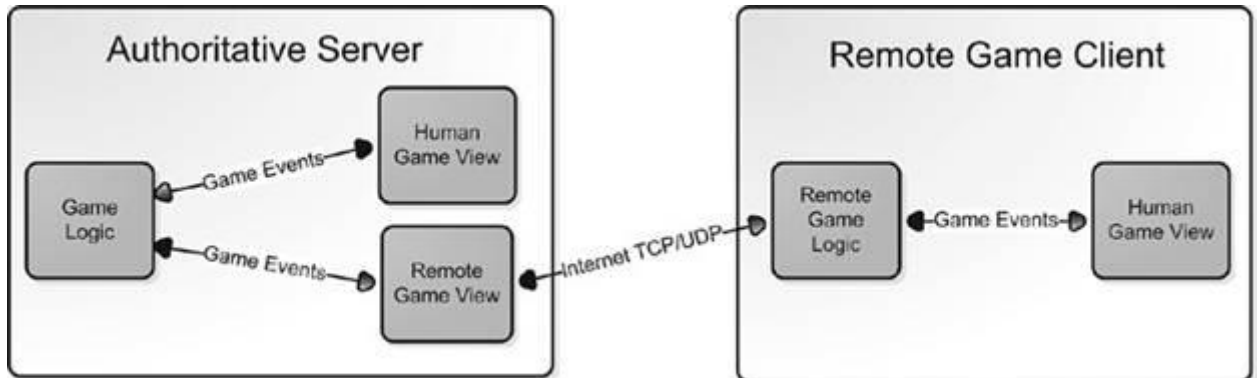 Authoritative Server
Human
Game View
Game Events
Game
Logic
Game Events
Remote
Game View
Internet TCP/UDP
Remote Game Client
Remote
Game
Logic
Game Events
Human
Game View